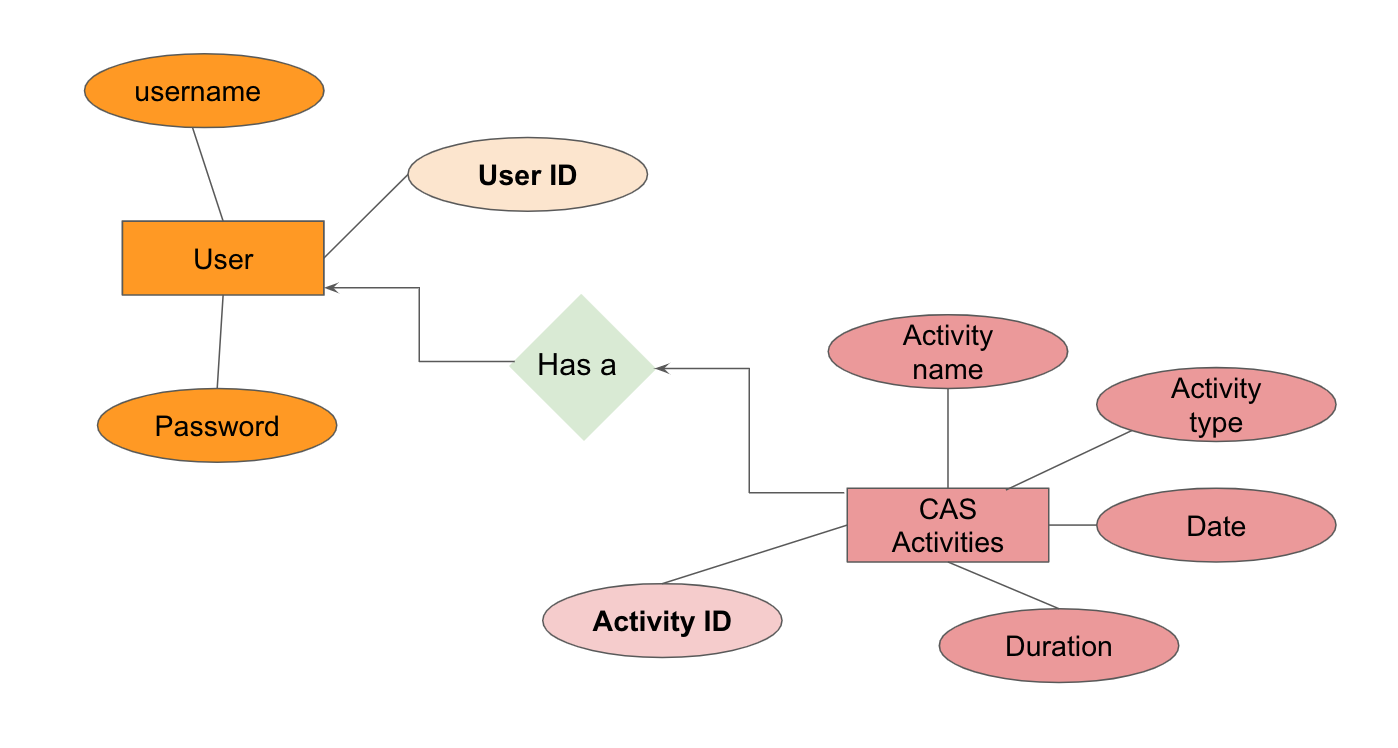 username
User ID
User
Has a
Password
Activity
name
Activity
type
CAS
Activities
Date
Activity ID
Duration